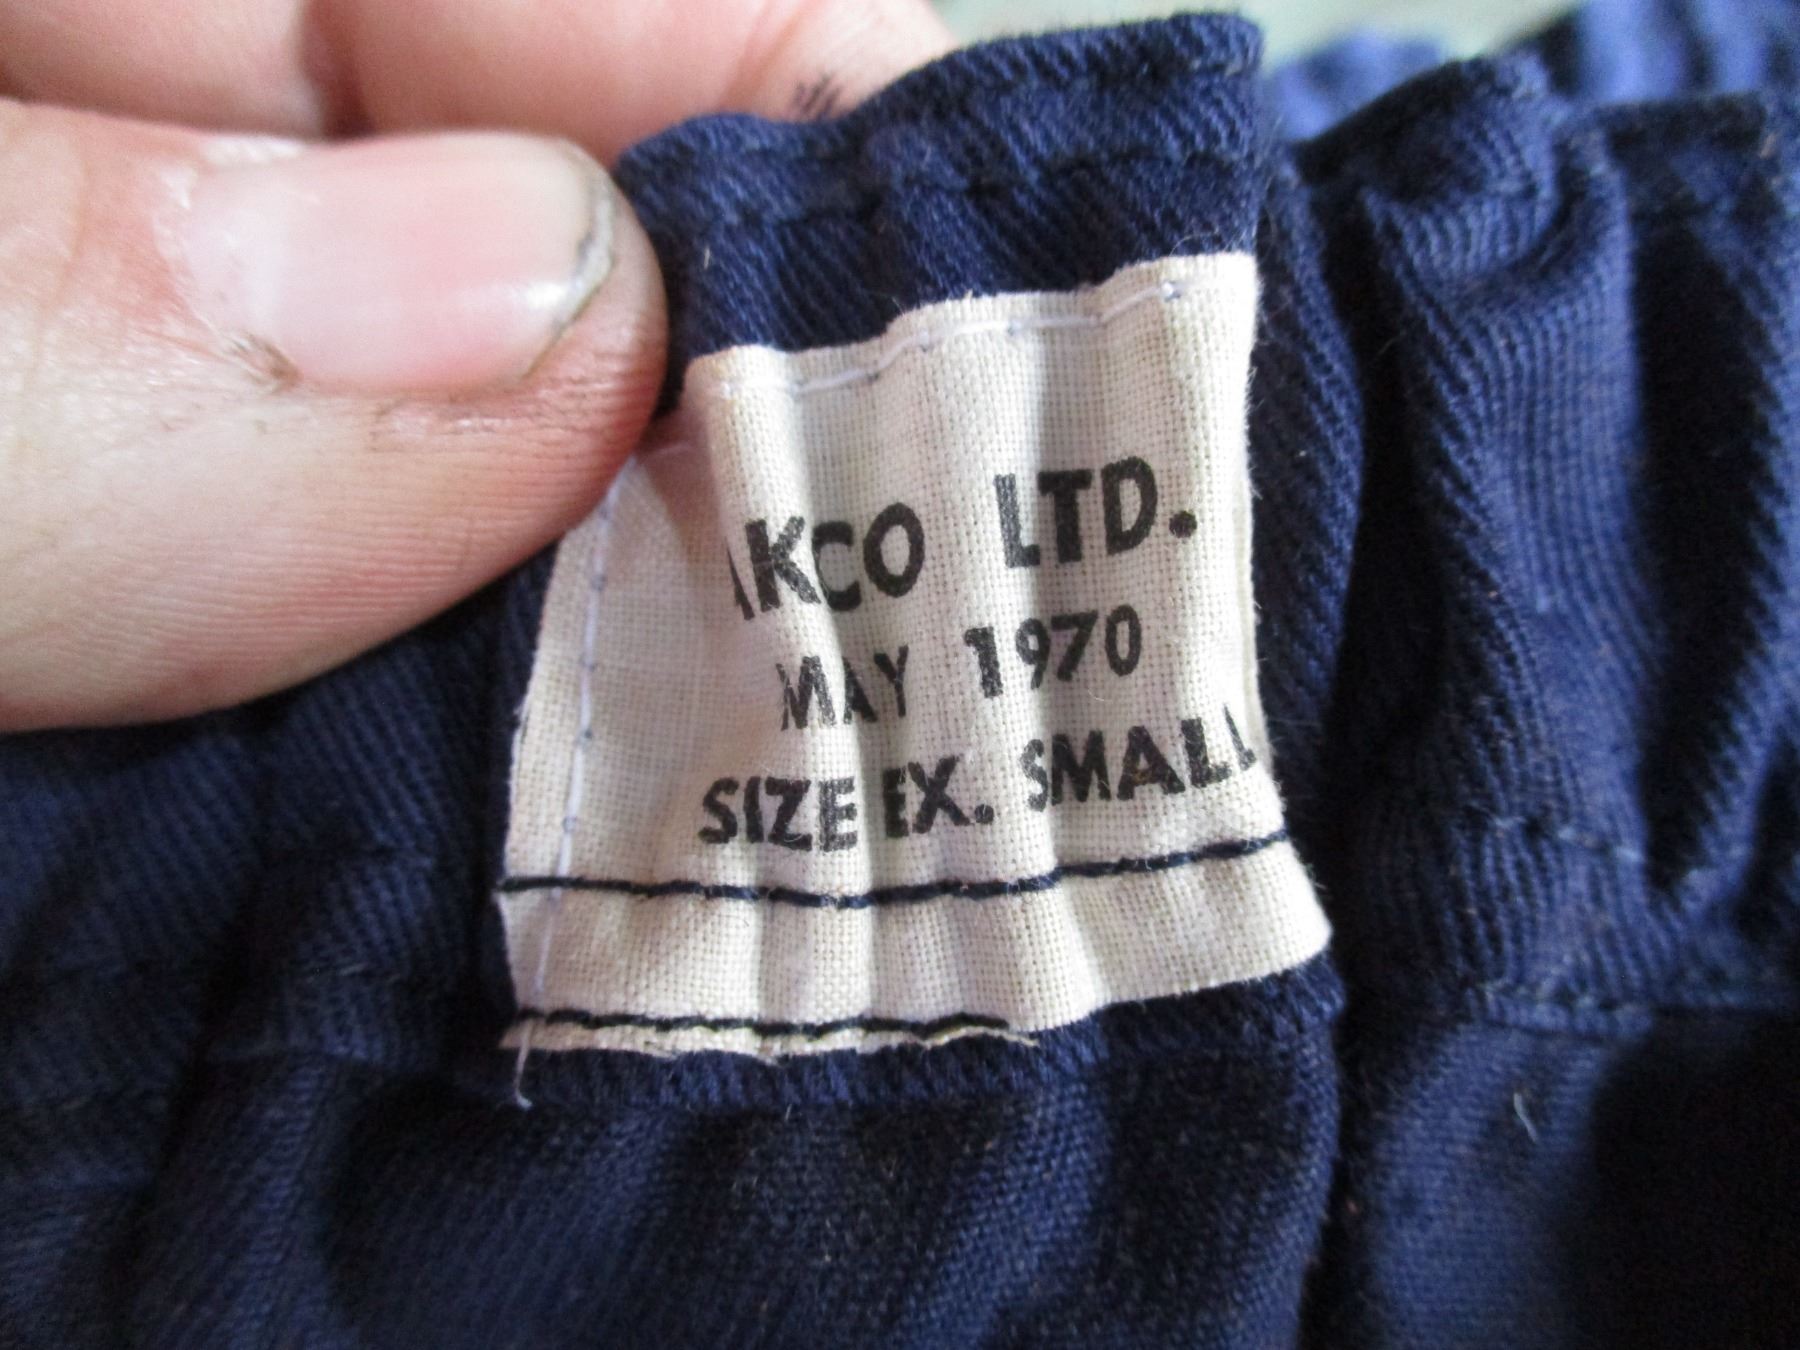 AKCO LTD.
MAY 1970
SIZE EX. SMALL